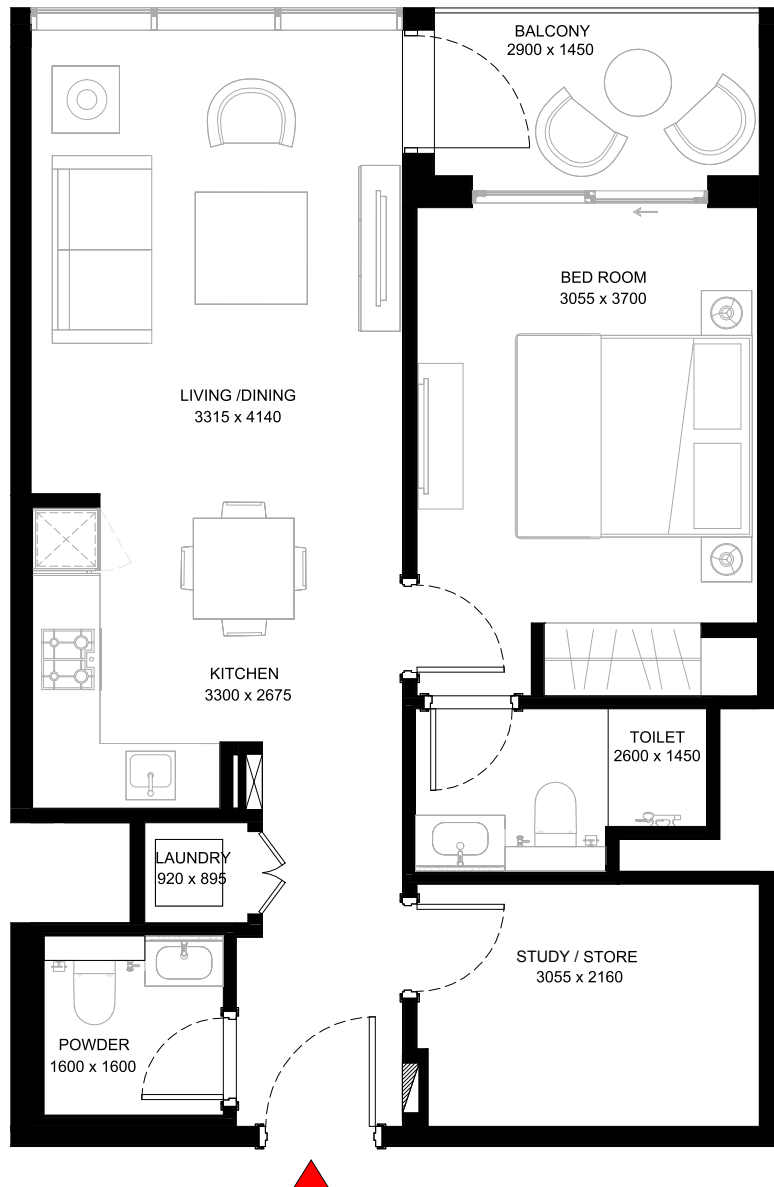 BALCONY
2900 x 1450
BED ROOM
3055 x 3700
LIVING /DINING
3315 x 4140
KITCHEN
3300 x 2675
TOILET
2600 x 1450
LAUNDRY
920 x 895
STUDY / STORE
3055 x 2160
POWDER
1600 x 1600